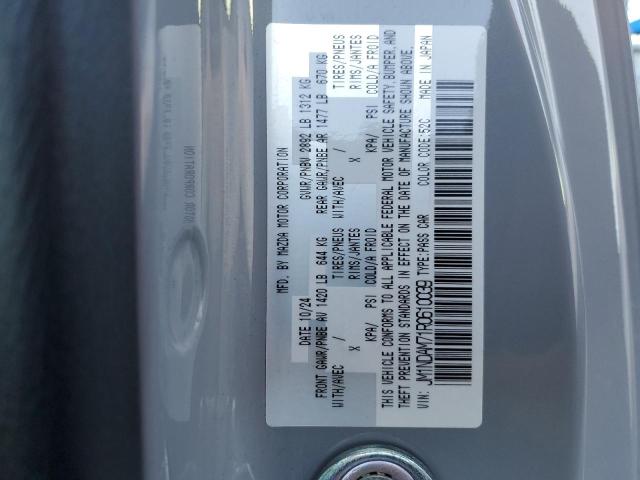 MFD. BY MAZDA MOTOR CORPORATION
DATE 10/24 GVWR/PNBV 2892 LB 1312 KG
FRONT GAWR/PNBE AV 1420 LB 644 KG REAR GAWR/PNBE AR 1477 LB 670 KG
WITH/AVEC / TIRES/PNEUS WITH/AVEC / TIRES/PNEUS
X RIMS/JANTES X RIMS/JANTES
KPA/ PSI COLD/A FROID KPA/ PSI COLD/A FROID
THIS VEHICLE CONFORMS TO ALL APPLICABLE FEDERAL MOTOR VEHICLE SAFETY, BUMPER, AND
THEFT PREVENTION STANDARDS IN EFFECT ON THE DATE OF MANUFACTURE SHOWN ABOVE.
VIN: JM1NDAM71R0610039 TYPE:PASS CAR COLOR CODE:52C MADE IN JAPAN